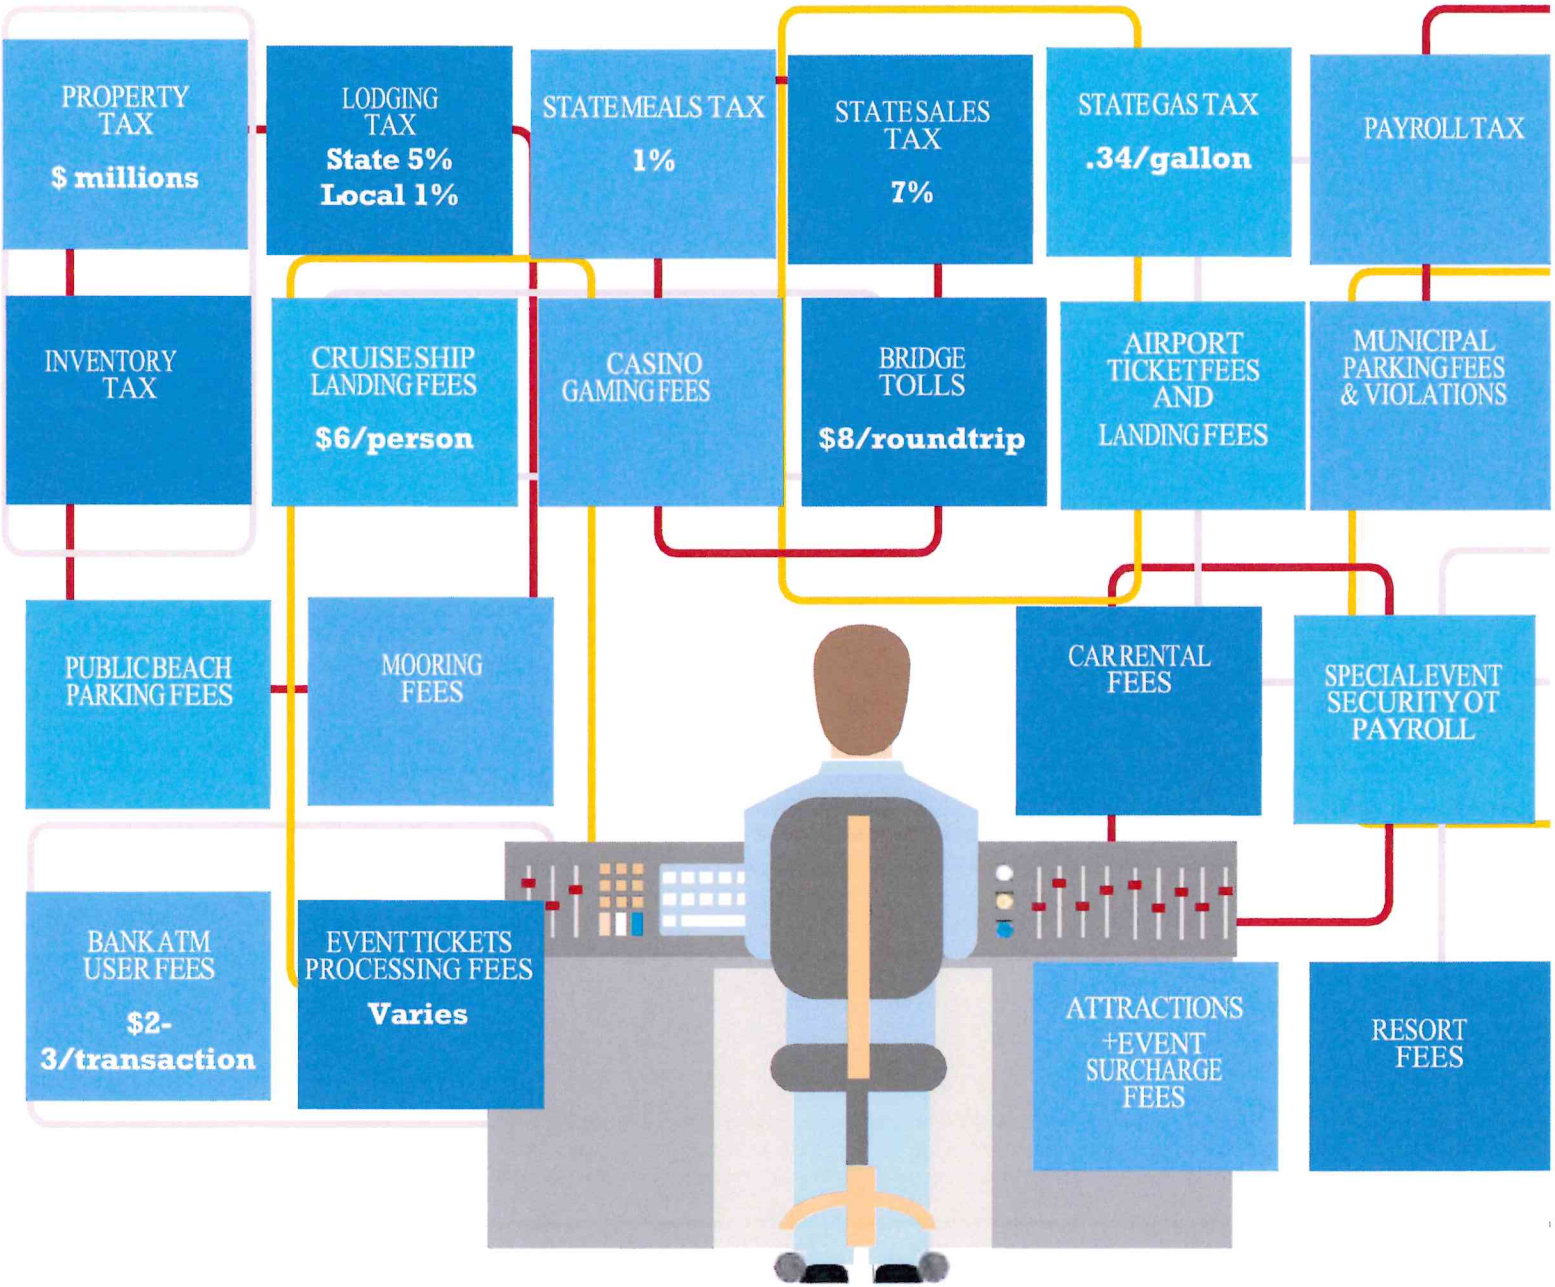 PROPERTY
TAX
$ millions
LODGING
TAX
State 5%
Local 1%
STATE MEALS TAX
1%
STATE SALES
TAX
7%
STATE GAS TAX
.34/gallon
PAYROLL TAX
INVENTORY
TAX
CRUISE SHIP
LANDING FEES
$6/person
CASINO
GAMING FEES
BRIDGE
TOLLS
$8/roundtrip
AIRPORT
TICKET FEES
AND
LANDING FEES
MUNICIPAL
PARKING FEES
& VIOLATIONS
PUBLIC BEACH
PARKING FEES
MOORING
FEES
CAR RENTAL
FEES
SPECIAL EVENT
SECURITY OT
PAYROLL
BANK ATM
USER FEES
$2-
3/transaction
EVENT TICKETS
PROCESSING FEES
Varies
ATTRACTIONS
+EVENT
SURCHARGE
FEES
RESORT
FEES